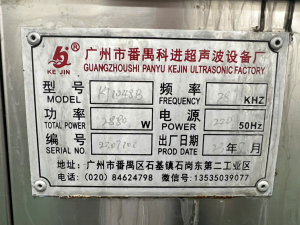 广州市番禺科进超声波设备厂
KE JIN GUANGZHOUSHI PANYU KEJIN ULTRASONIC FACTORY
型号 频率
MODEL FREQUENCY KHZ
功率 电源
TOTAL POWER W POWER 50Hz
编号 出厂日期
SERIAL NO. PROD DATE 年 月
地址：广州市番禺区石基镇石岗东第二工业区
电话：(020) 84624798 微信号：13535039077